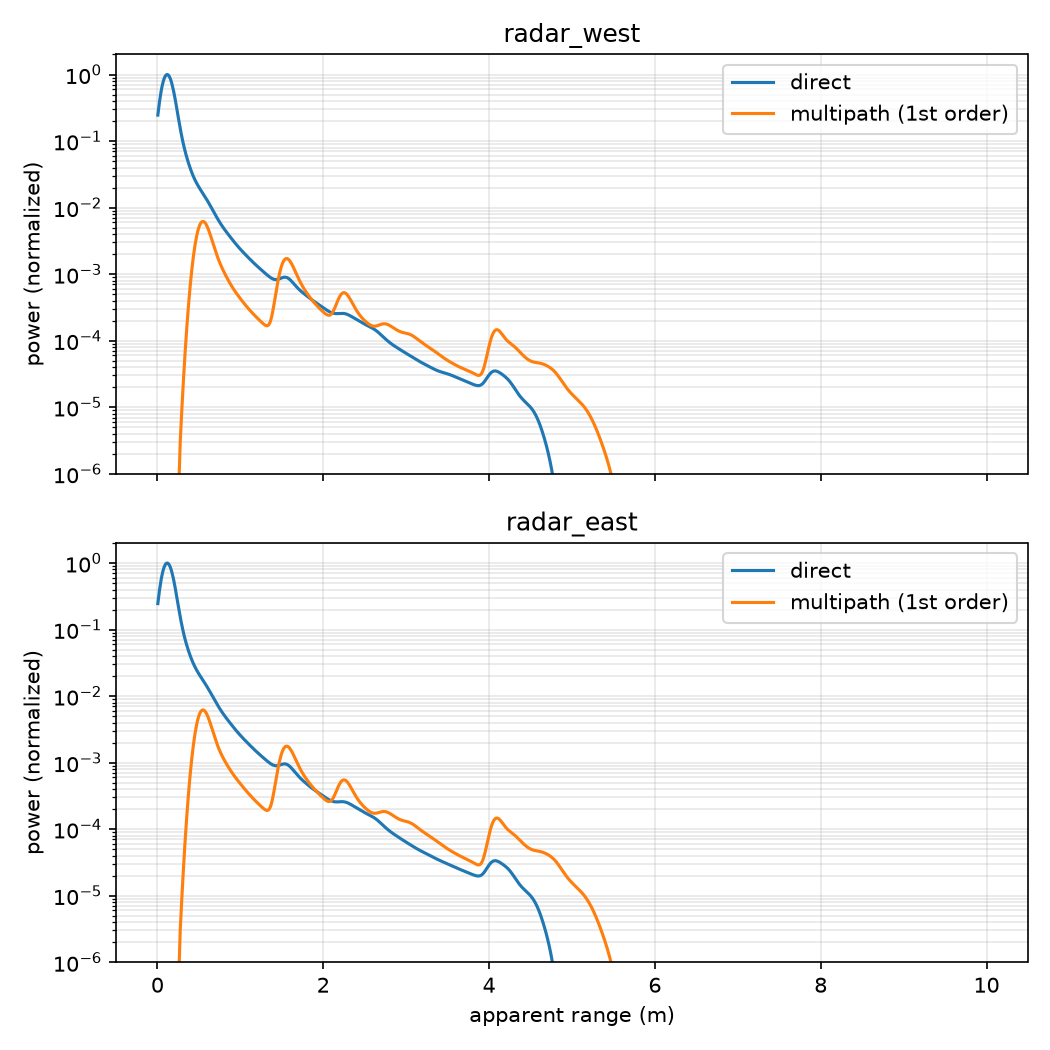 radar_west
10⁰
10⁻¹
10⁻²
10⁻³
10⁻⁴
10⁻⁵
10⁻⁶
power (normalized)
direct
multipath (1st order)
radar_east
10⁰
10⁻¹
10⁻²
10⁻³
10⁻⁴
10⁻⁵
10⁻⁶
power (normalized)
direct
multipath (1st order)
0 2 4 6 8 10
apparent range (m)